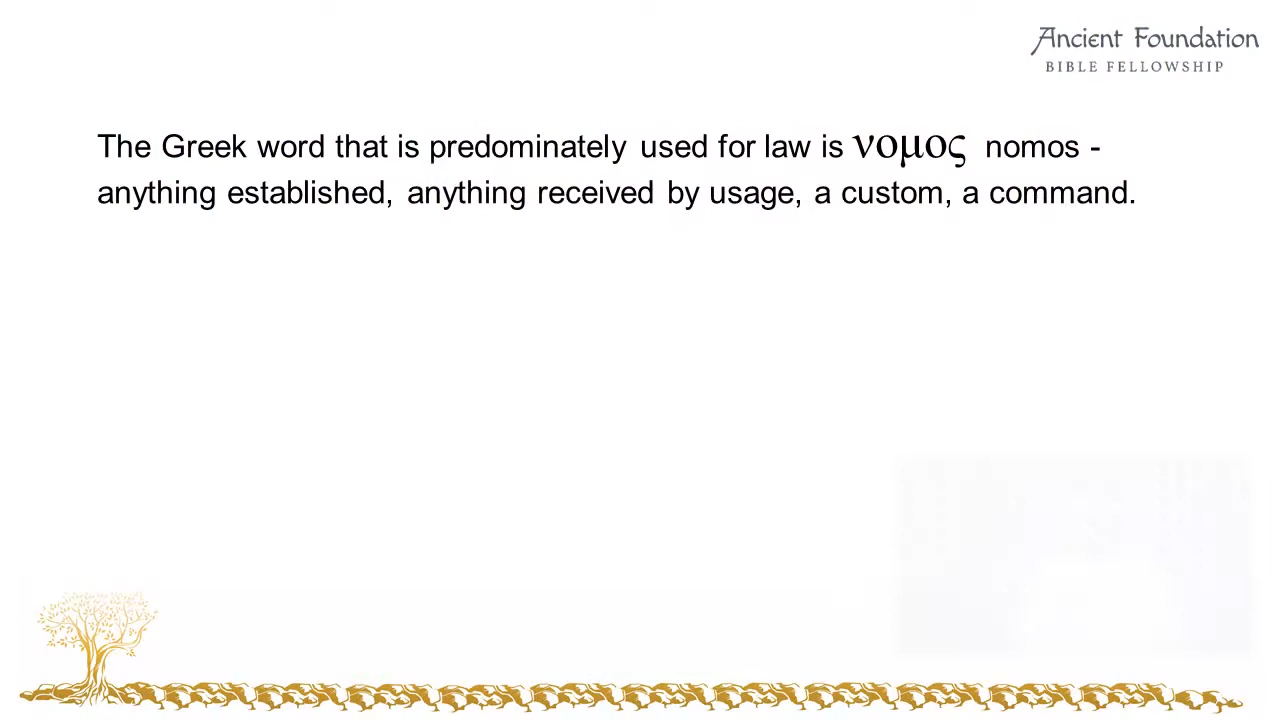 Ancient Foundation
BIBLE FELLOWSHIP
The Greek word that is predominately used for law is νομος nomos -
anything established, anything received by usage, a custom, a command.